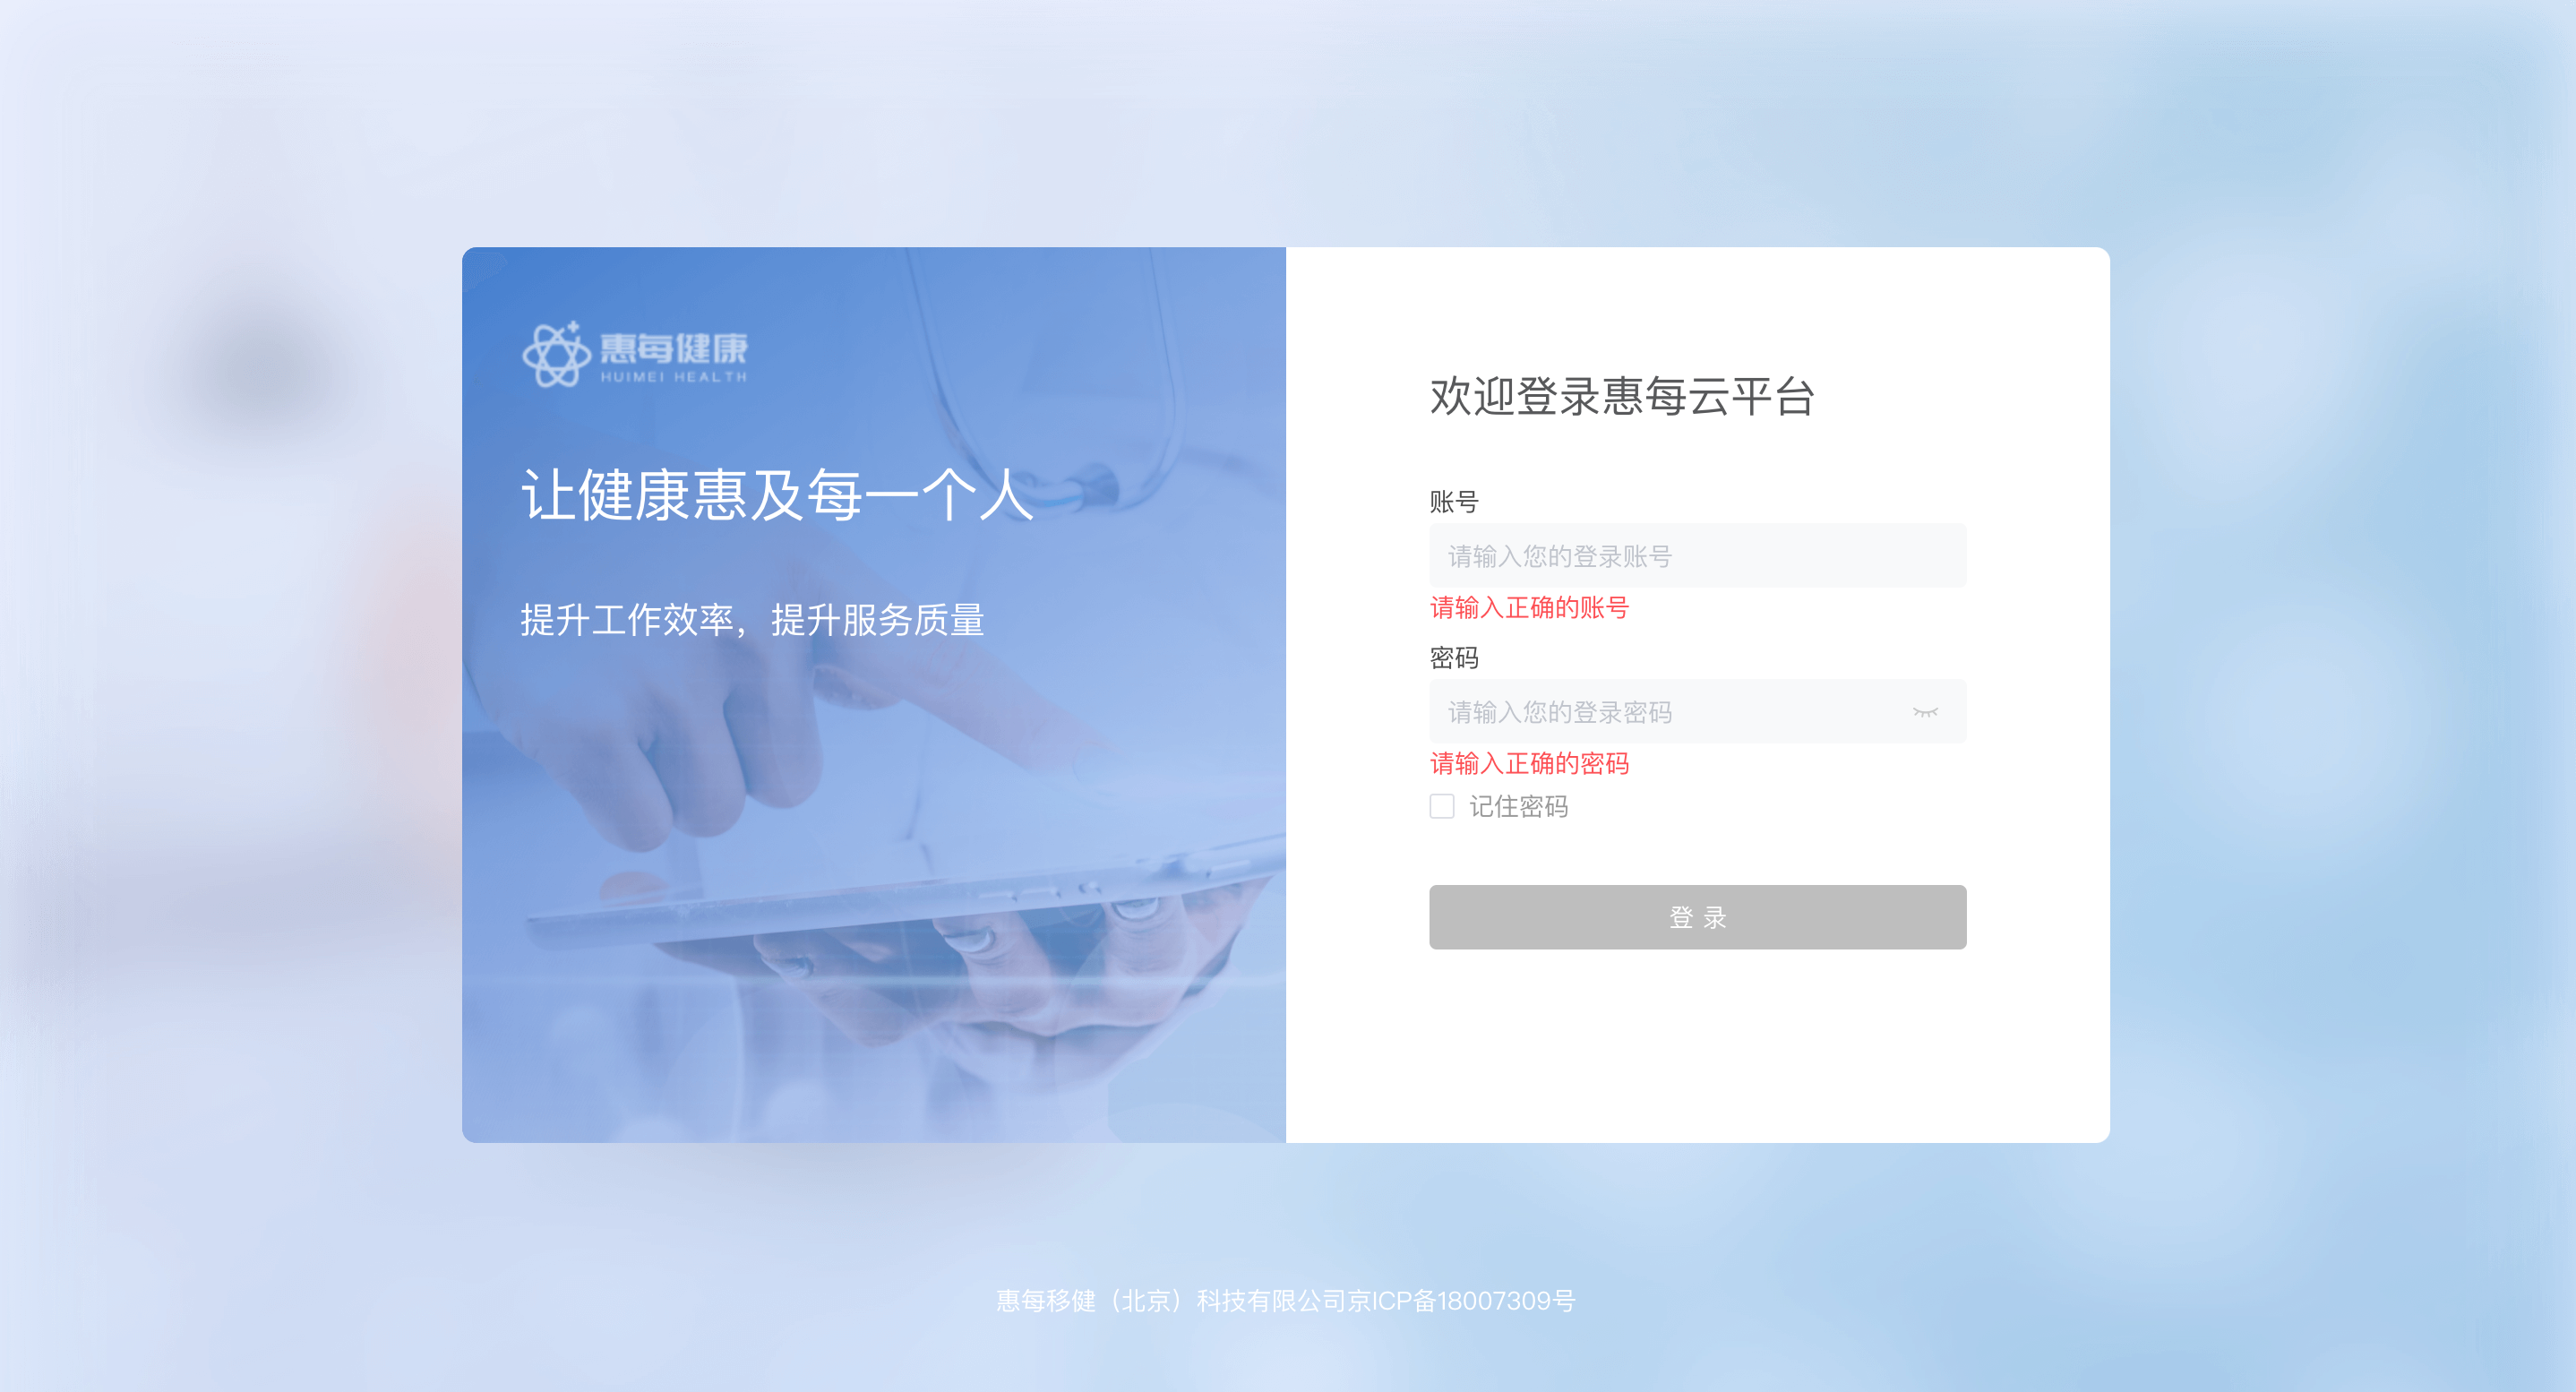 惠每健康
HUIMEI HEALTH
让健康惠及每一个人
提升工作效率，提升服务质量
欢迎登录惠每云平台
账号
请输入您的登录账号
请输入正确的账号
密码
请输入您的登录密码
请输入正确的密码
记住密码
登 录
惠每移健（北京）科技有限公司京ICP备18007309号